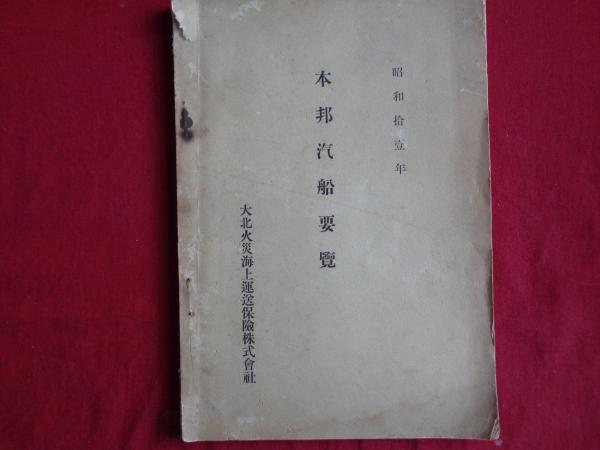 昭和拾壹年
本邦汽船要覽
大北火災海上運送保險株式會社